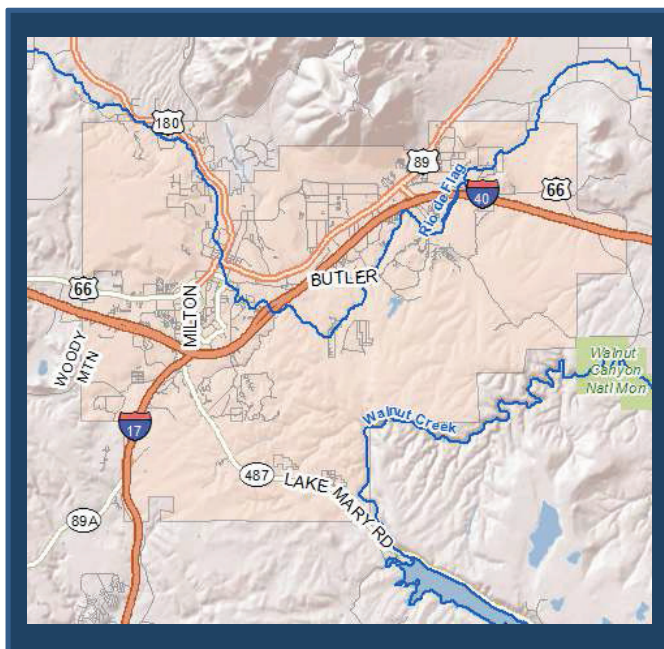 180
89
Rio de Flag
40
66
BUTLER
66
MILTON
WOODY
MTN
Walnut
Canyon
Natl Mon
Walnut Creek
17
487
LAKE MARY RD
89A